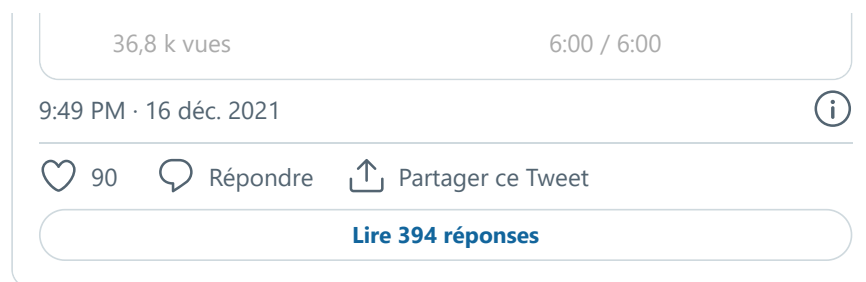 36,8 k vues 6:00 / 6:00
9:49 PM · 16 déc. 2021
90 Répondre Partager ce Tweet
Lire 394 réponses